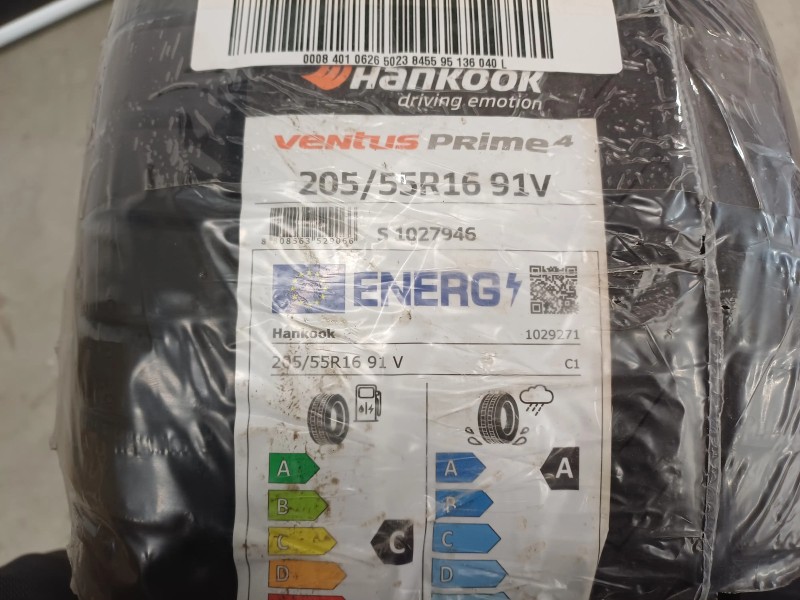 0008 401 0626 5023 8455 95 136 040 L
Hankook
driving emotion
Ventus Prime4
205/55R16 91V
S 1027946
ENERG
Hankook 1029271
205/55R16 91 V C1
A A A
B B
C C C
D D